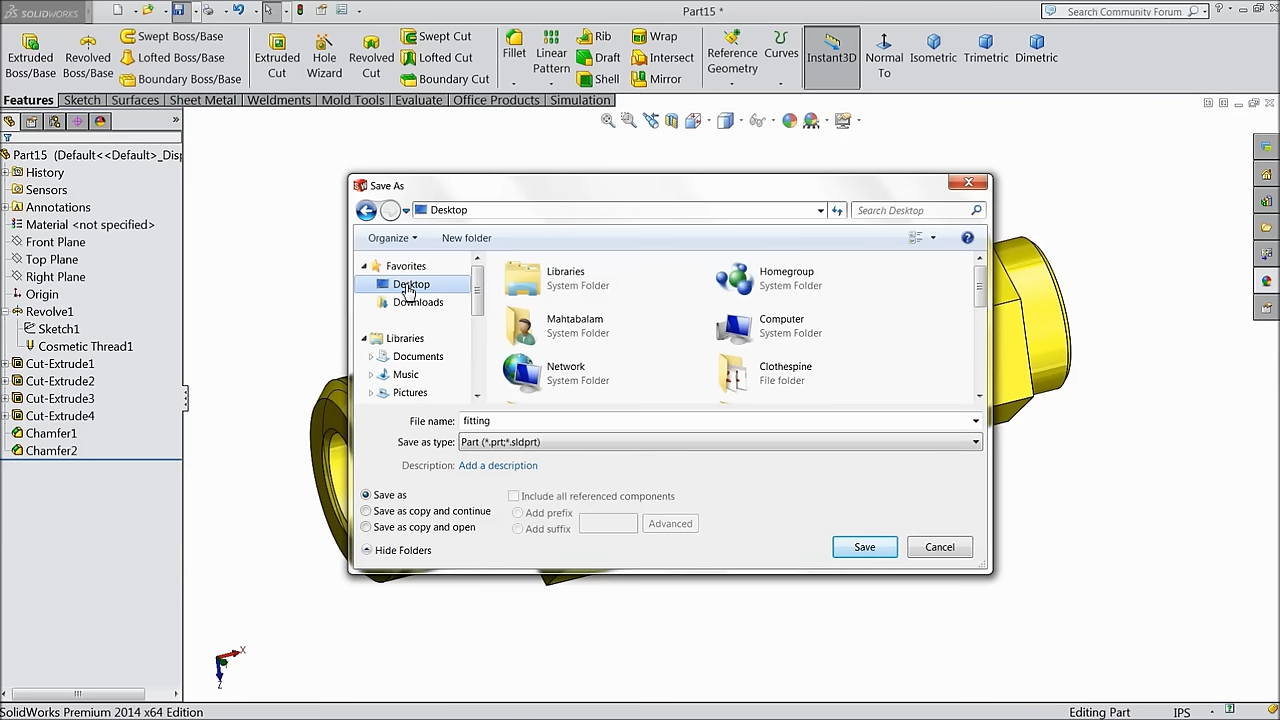 SOLIDWORKS
Part15 *
Search Community Forum
Extruded Boss/Base
Revolved Boss/Base
Swept Boss/Base
Lofted Boss/Base
Boundary Boss/Base
Extruded Cut
Hole Wizard
Revolved Cut
Swept Cut
Lofted Cut
Boundary Cut
Fillet
Linear Pattern
Rib
Draft
Shell
Wrap
Intersect
Mirror
Reference Geometry
Curves
Instant3D
Normal To
Isometric
Trimetric
Dimetric
Features Sketch Surfaces Sheet Metal Weldments Mold Tools Evaluate Office Products Simulation
Part15 (Default<<Default>_Disp
History
Sensors
Annotations
Material <not specified>
Front Plane
Top Plane
Right Plane
Origin
Revolve1
Sketch1
Cosmetic Thread1
Cut-Extrude1
Cut-Extrude2
Cut-Extrude3
Cut-Extrude4
Chamfer1
Chamfer2
Save As
Desktop
Search Desktop
Organize
New folder
Favorites
Desktop
Downloads
Libraries
Documents
Music
Pictures
Libraries
System Folder
Homegroup
System Folder
Mahtabalam
System Folder
Computer
System Folder
Network
System Folder
Clothespine
File folder
File name: fitting
Save as type: Part (*.prt;*.sldprt)
Description: Add a description
Save as
Save as copy and continue
Save as copy and open
Include all referenced components
Add prefix
Add suffix
Advanced
Hide Folders
Save
Cancel
X
Z
SolidWorks Premium 2014 x64 Edition
Editing Part
IPS